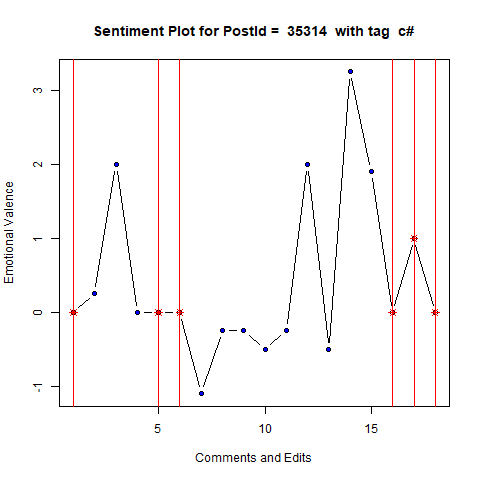 Sentiment Plot for PostId =  35314  with tag  c#
Emotional Valence
3
2
1
0
-1
5 10 15
Comments and Edits